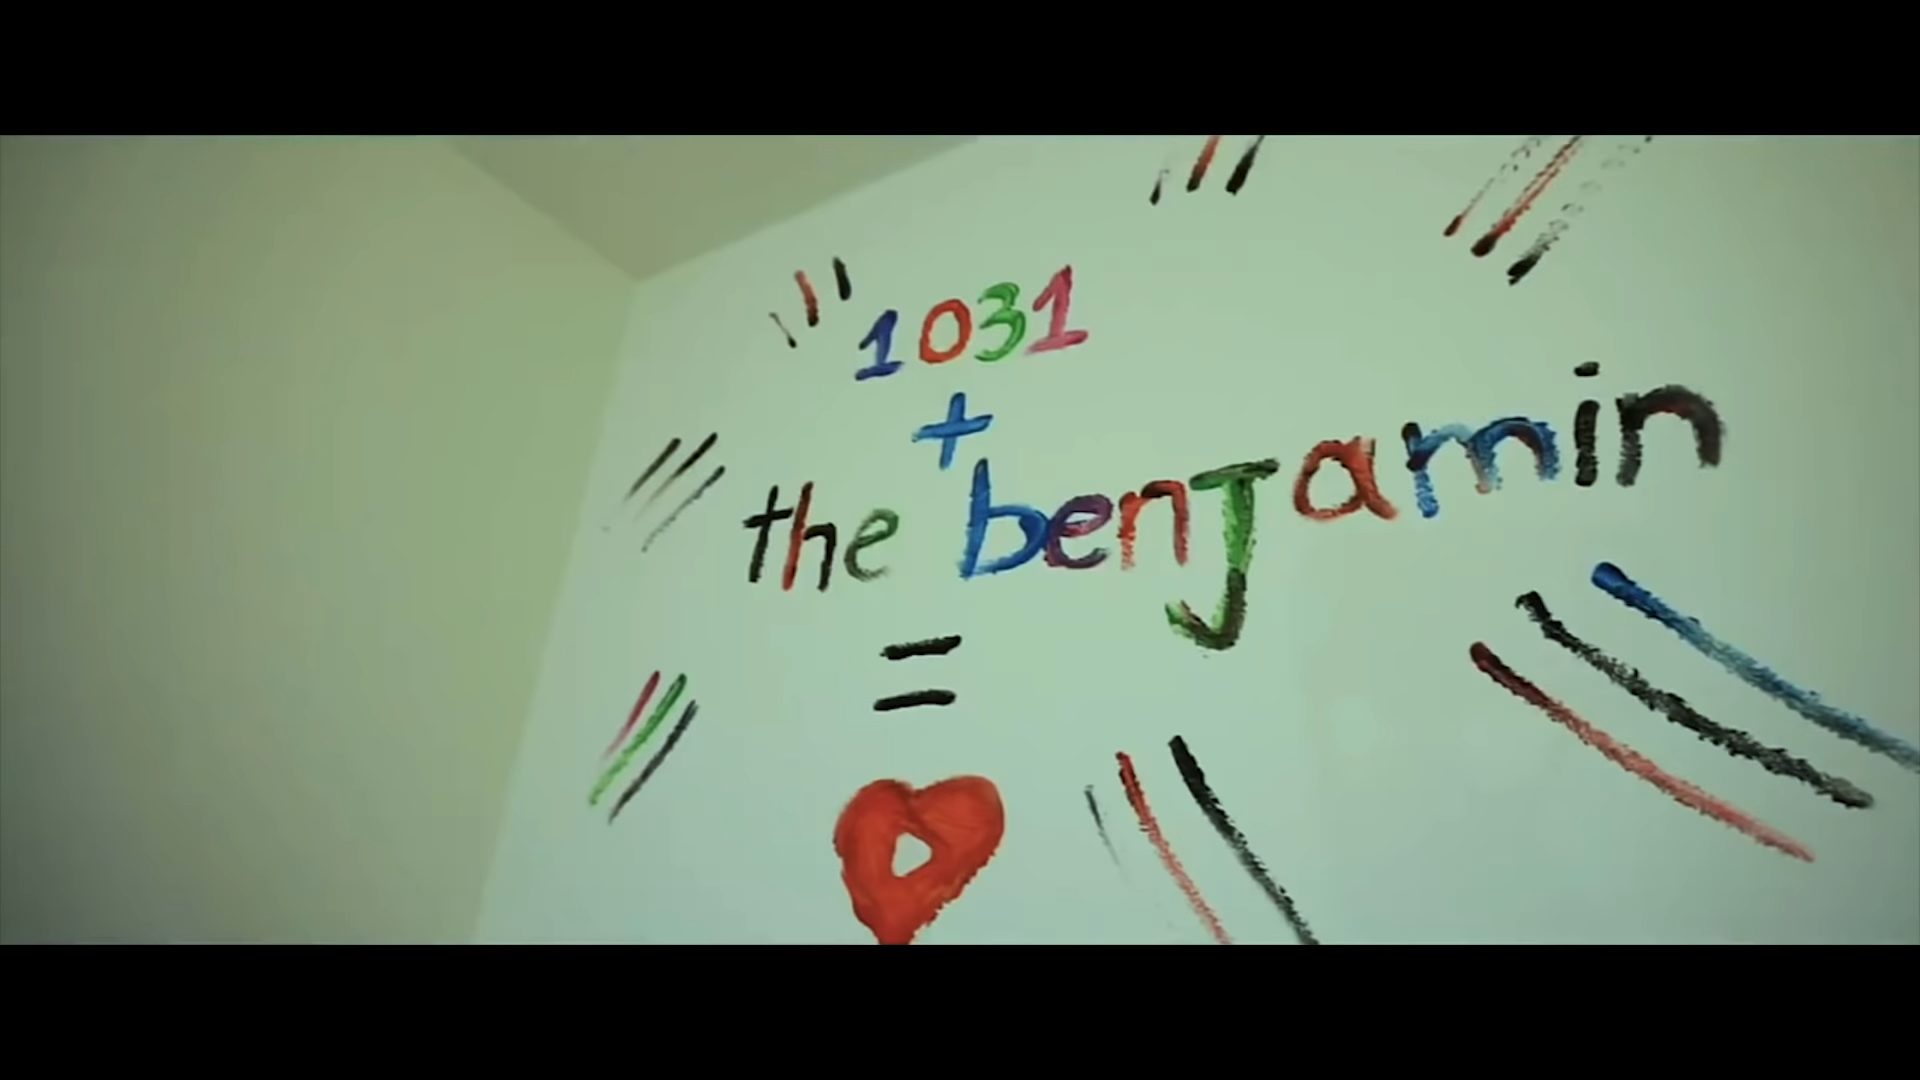 1031
+
the benJamin
=